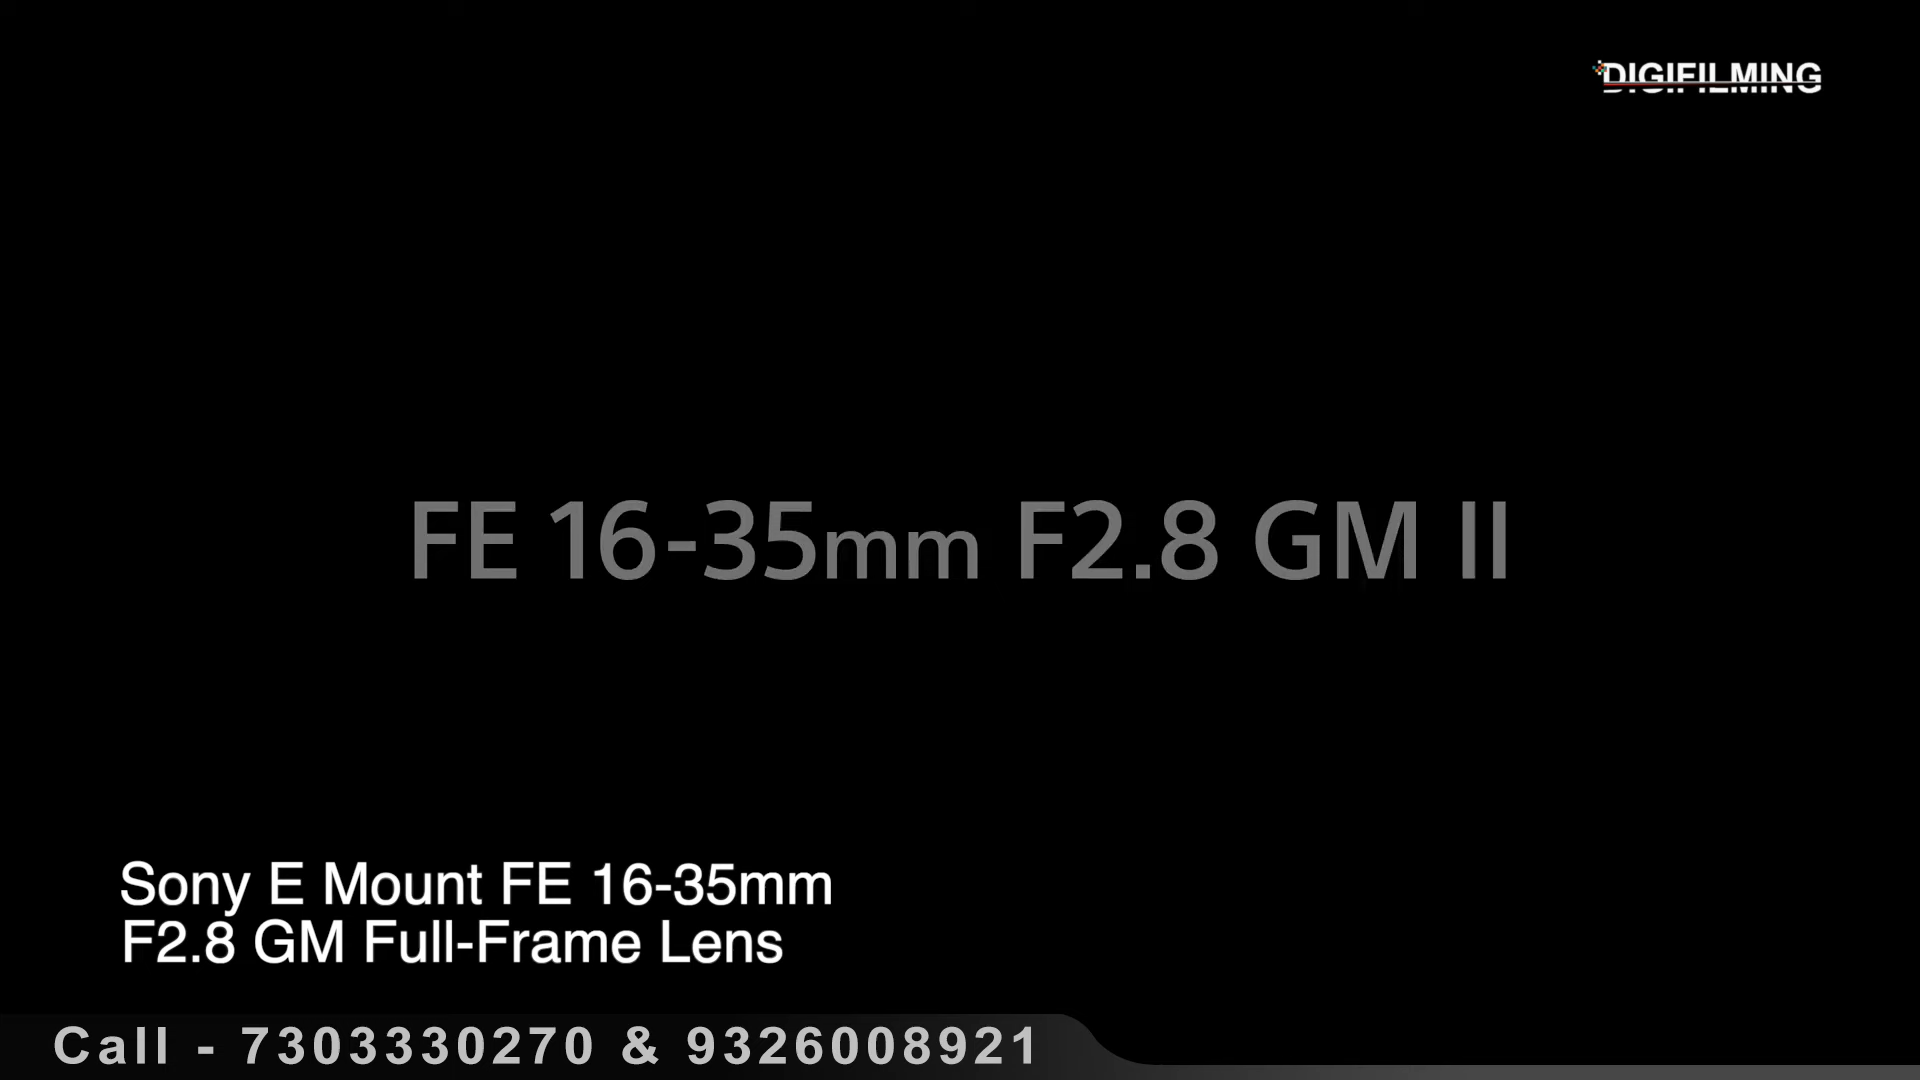 DIGIFILMING
FE 16-35mm F2.8 GM II
Sony E Mount FE 16-35mm
F2.8 GM Full-Frame Lens
Call - 7303330270 & 9326008921